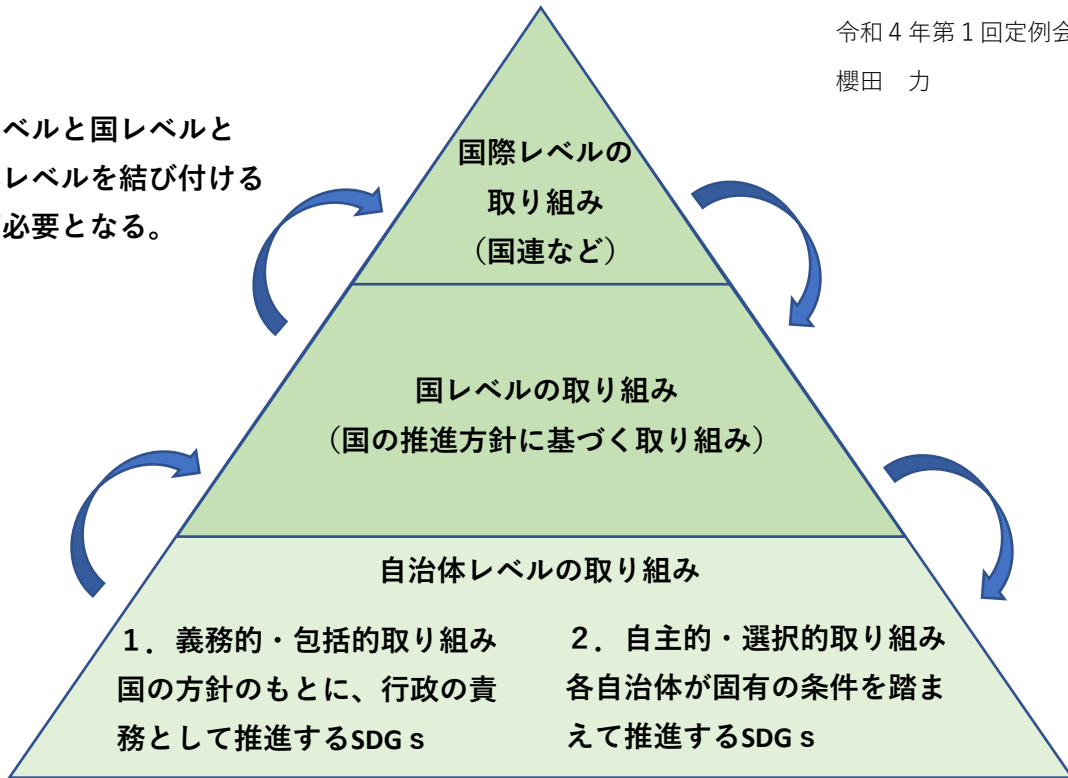 令和４年第１回定例会
櫻田　力
ベルと国レベルと
レベルを結び付ける
必要となる。
国際レベルの
取り組み
（国連など）
国レベルの取り組み
（国の推進方針に基づく取り組み）
自治体レベルの取り組み
１．義務的・包括的取り組み
国の方針のもとに、行政の責
務として推進するSDGｓ
２．自主的・選択的取り組み
各自治体が固有の条件を踏ま
えて推進するSDGｓ